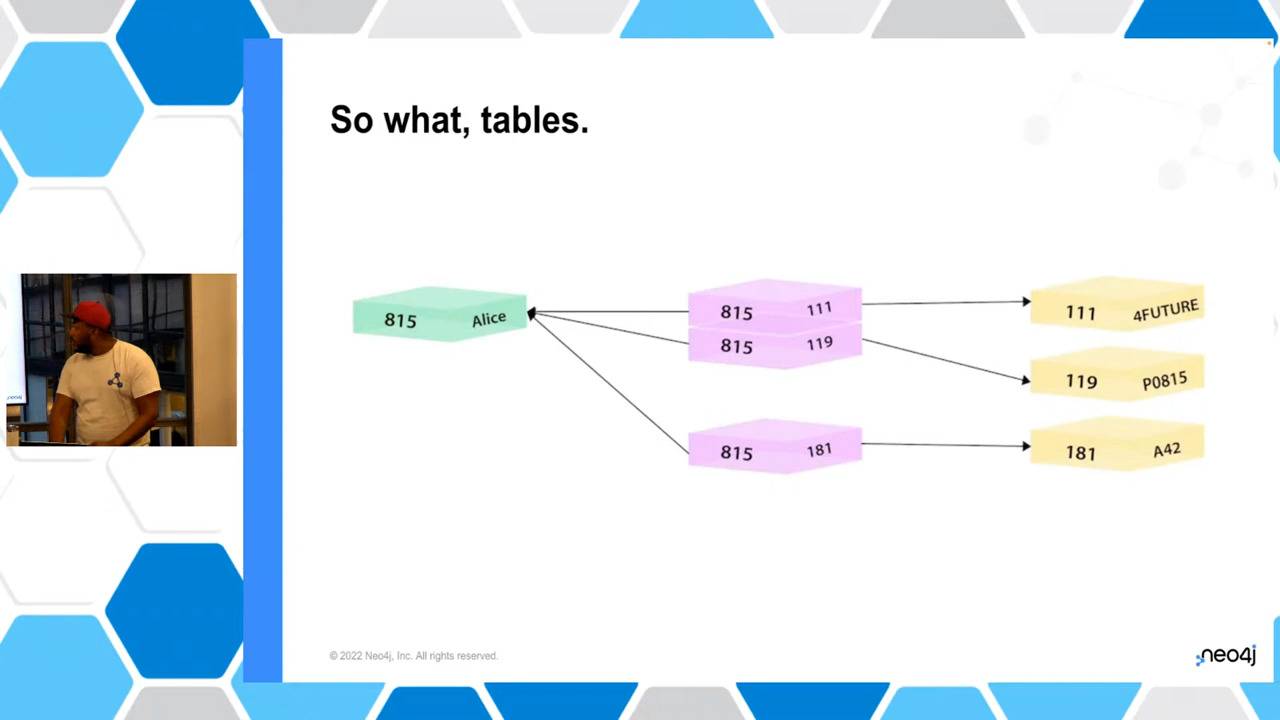 So what, tables.
815 Alice
815 111
815 119
815 181
111 4FUTURE
119 P0815
181 A42
© 2022 Neo4j, Inc. All rights reserved.
neo4j
neo4j